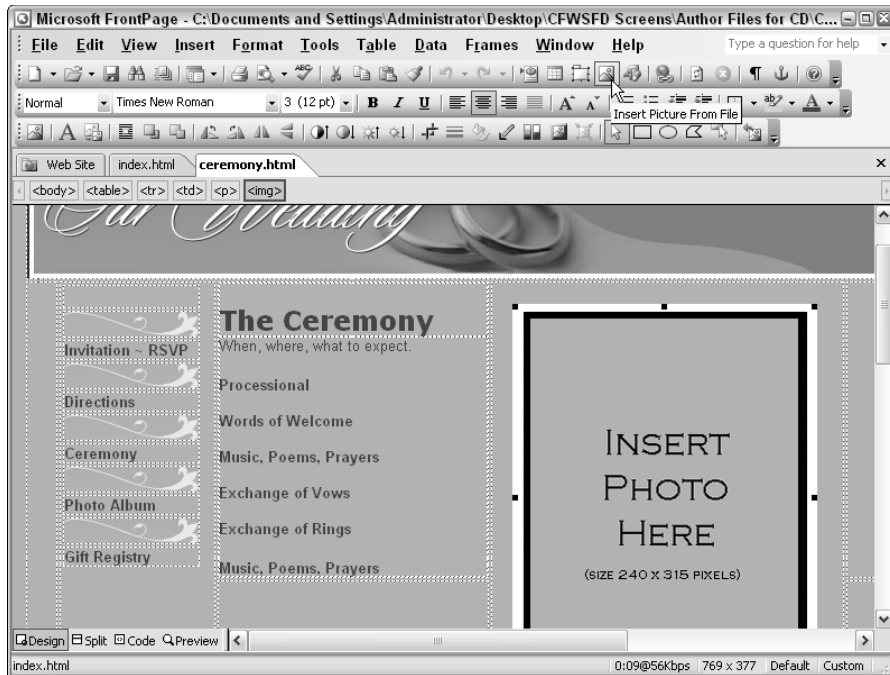 Microsoft FrontPage - C:\Documents and Settings\Administrator\Desktop\CFWSFD Screens\Author Files for CD\C...
File Edit View Insert Format Tools Table Data Frames Window Help Type a question for help
Normal Times New Roman 3 (12 pt) B I U A A ab A
Insert Picture From File
A
Web Site index.html ceremony.html
<body> <table> <tr> <td> <p> <img>
Our Wedding
The Ceremony
When, where, what to expect.
Processional
Words of Welcome
Music, Poems, Prayers
Exchange of Vows
Exchange of Rings
Music, Poems, Prayers
Invitation ~ RSVP
Directions
Ceremony
Photo Album
Gift Registry
INSERT
PHOTO
HERE
(SIZE 240 X 315 PIXELS)
Design Split Code Preview
index.html 0:09@56Kbps 769 x 377 Default Custom